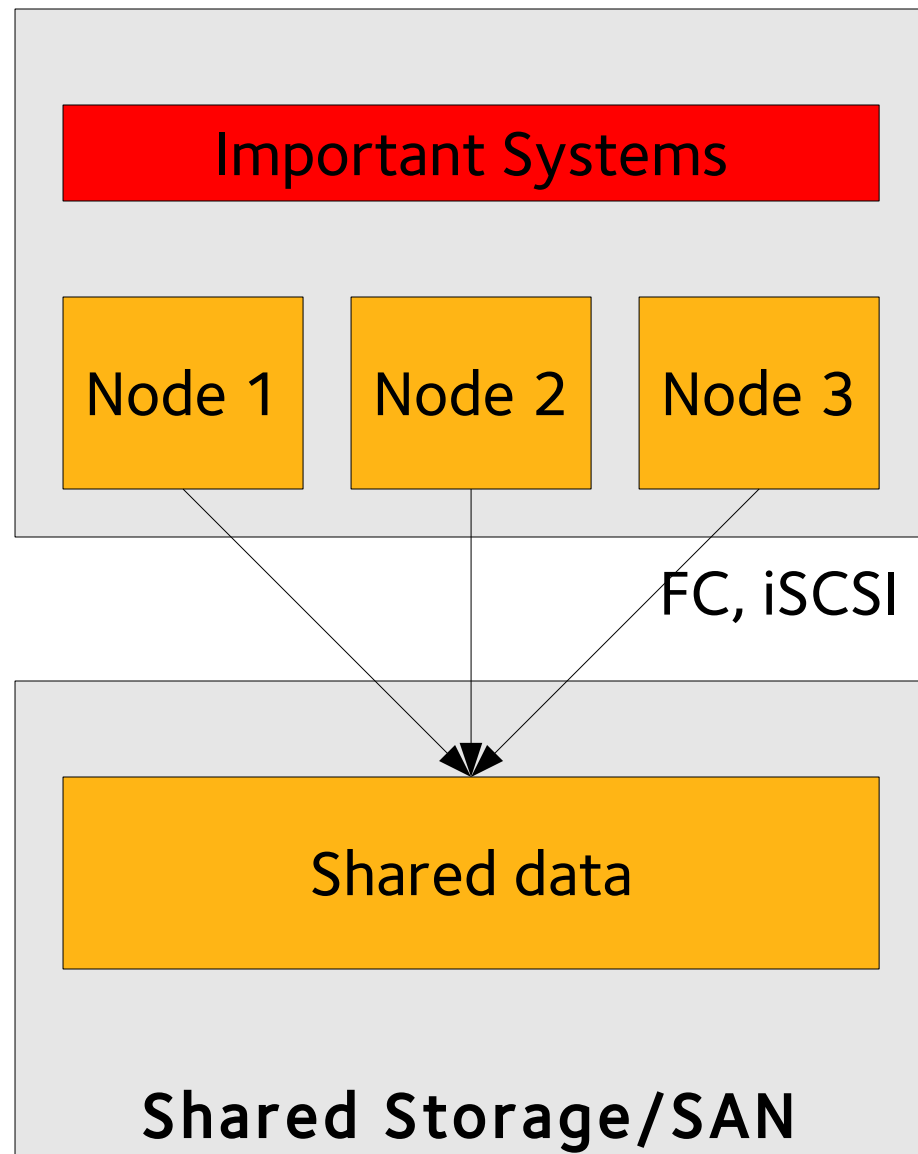 Important Systems
Node 1
Node 2
Node 3
FC, iSCSI
Shared data
Shared Storage/SAN